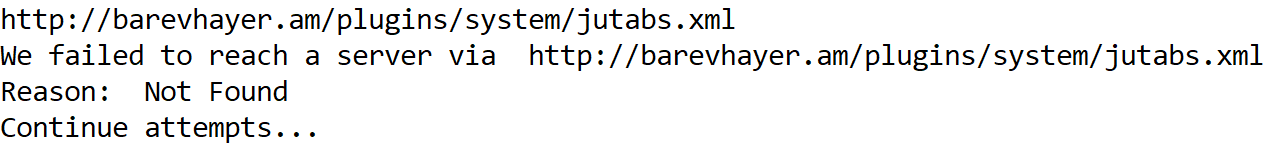 http://barevhayer.am/plugins/system/jutabs.xml
We failed to reach a server via  http://barevhayer.am/plugins/system/jutabs.xml
Reason:  Not Found
Continue attempts...